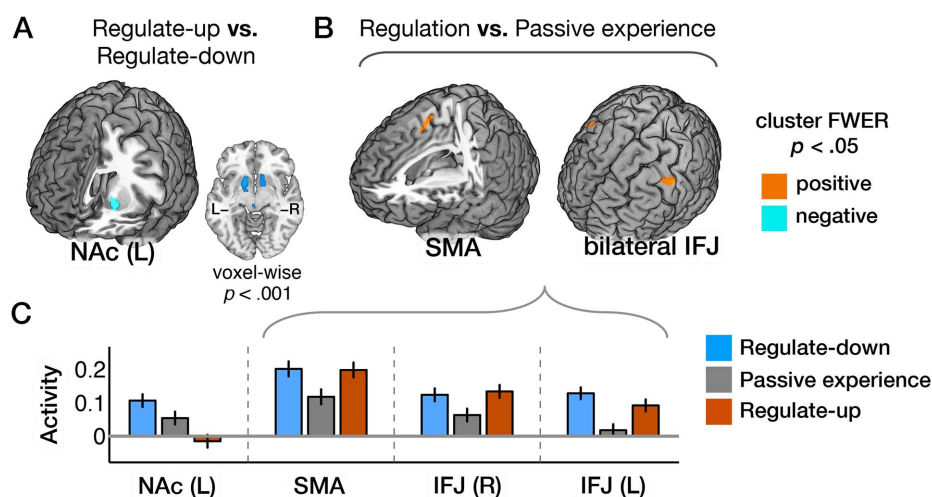 A
Regulate-up vs.
Regulate-down
B
Regulation vs. Passive experience
cluster FWER
p < .05
positive
negative
L–
–R
NAc (L)
voxel-wise
p < .001
SMA
bilateral IFJ
C
Activity
0.2
0.1
0
NAc (L)
SMA
IFJ (R)
IFJ (L)
Regulate-down
Passive experience
Regulate-up